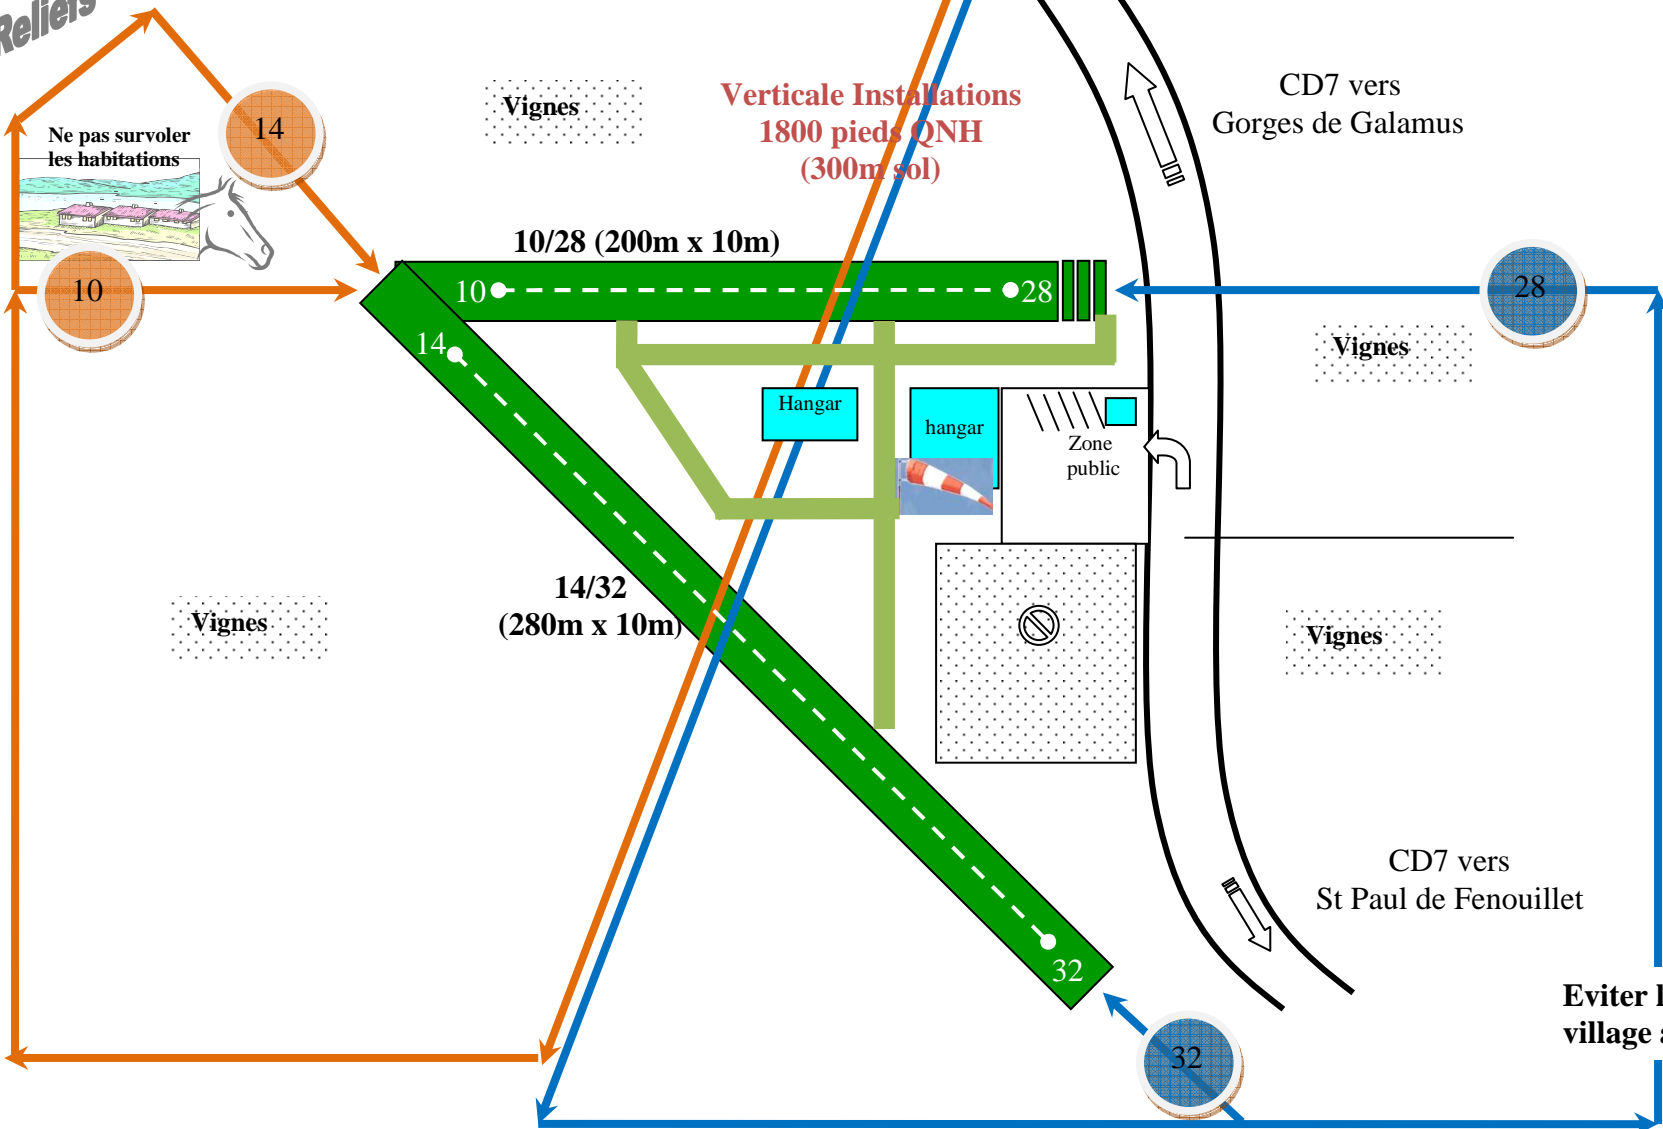 Reliefs
Vignes
Verticale Installations
1800 pieds QNH
(300m sol)
CD7 vers
Gorges de Galamus
14
Ne pas survoler
les habitations
10
10/28 (200m x 10m)
10
28
28
14
Vignes
Hangar
hangar
Zone
public
14/32
(280m x 10m)
Vignes
Vignes
CD7 vers
St Paul de Fenouillet
32
Eviter l
village a
32